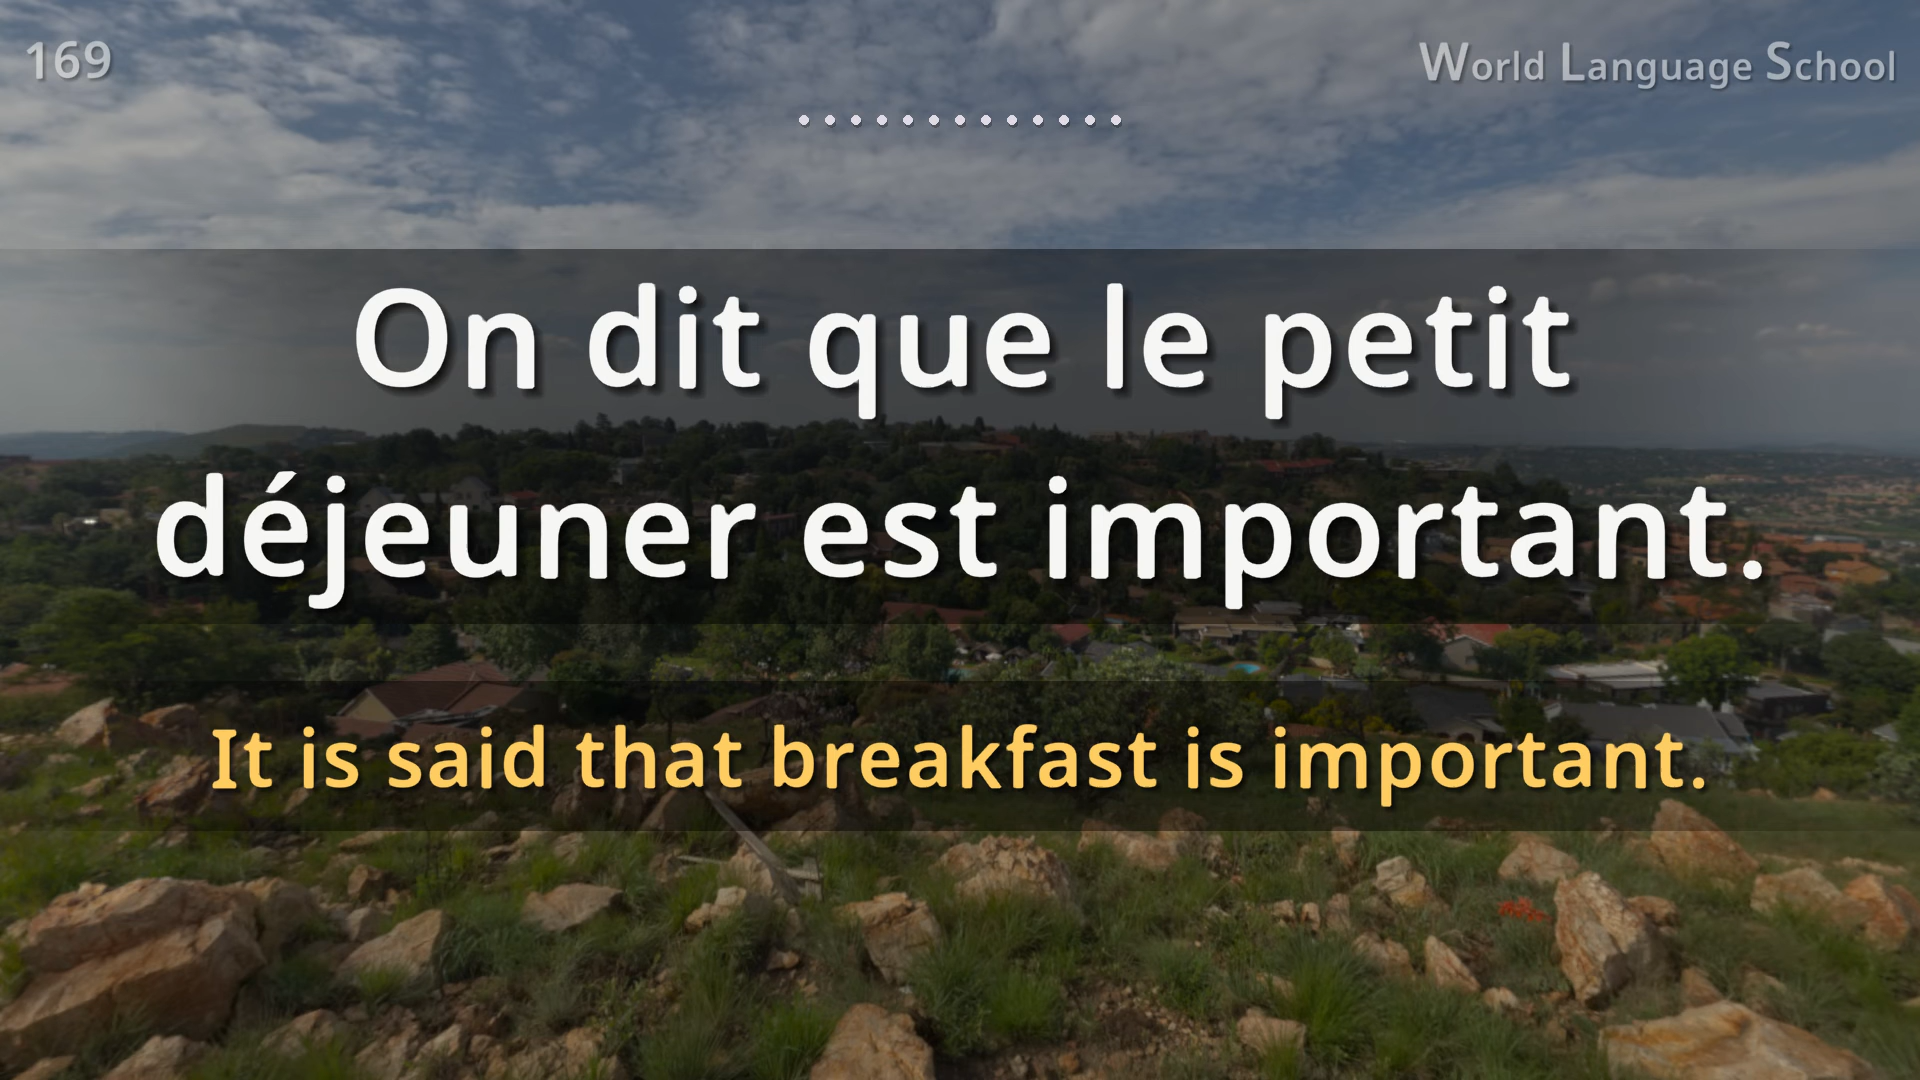 169
World Language School
On dit que le petit
déjeuner est important.
It is said that breakfast is important.